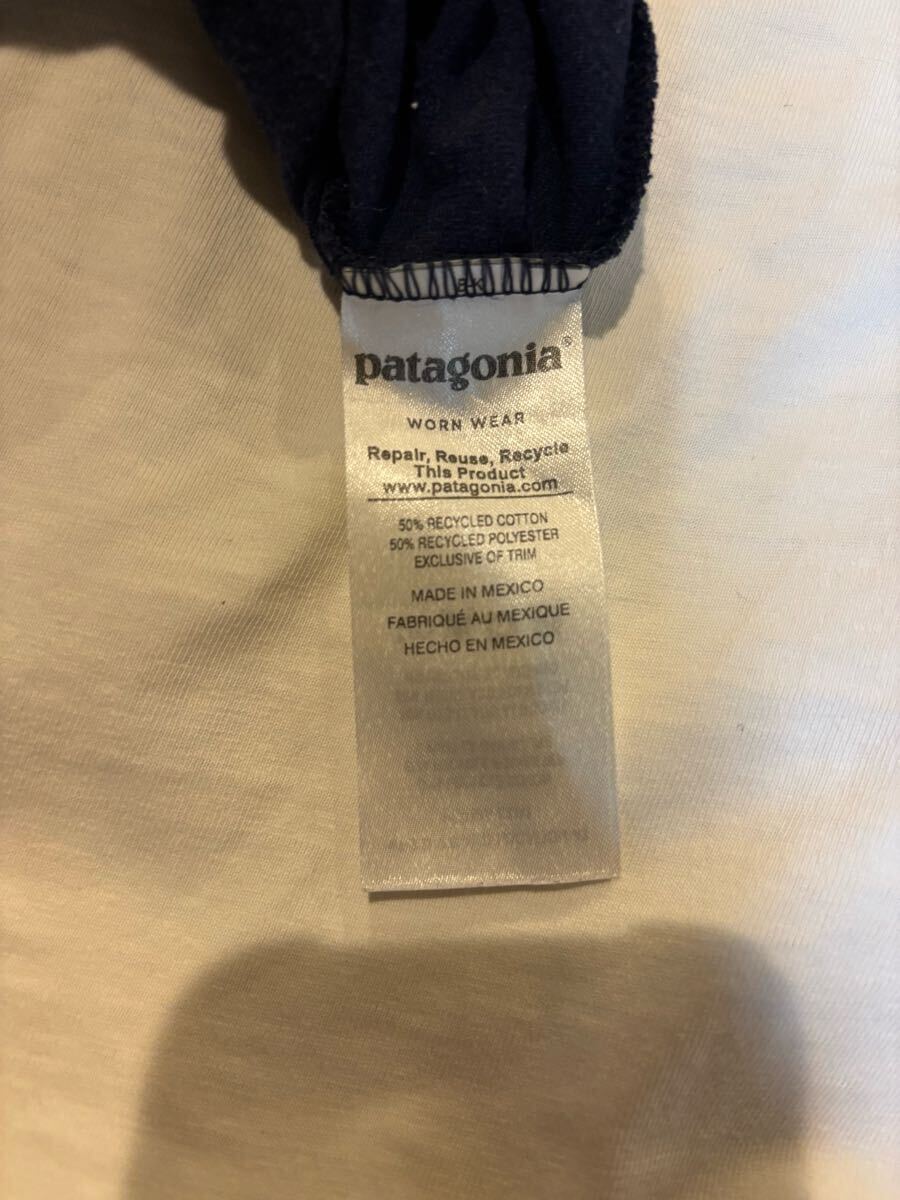 patagonia®
WORN WEAR
Repair, Reuse, Recycle
This Product
www.patagonia.com
50% RECYCLED COTTON
50% RECYCLED POLYESTER
EXCLUSIVE OF TRIM
MADE IN MEXICO
FABRIQUÉ AU MEXIQUE
HECHO EN MEXICO